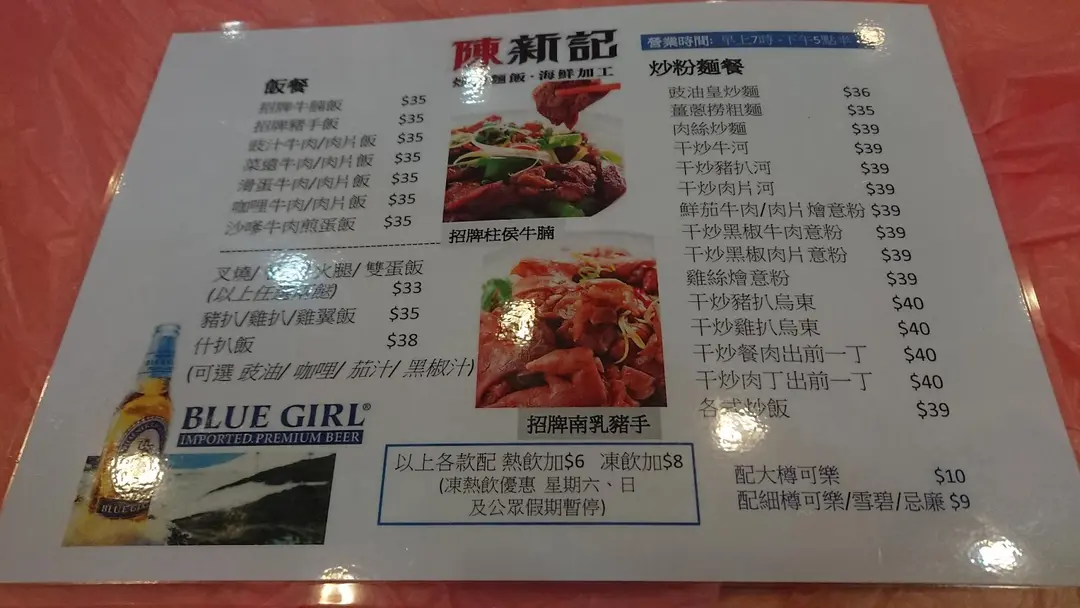 陳新記
麵飯·海鮮加工
營業時間: 早上7時 - 下午5點半
飯餐
招牌牛腩飯 $35
招牌豬手飯 $35
豉汁牛肉/肉片飯 $35
菜遠牛肉/肉片飯 $35
滑蛋牛肉/肉片飯 $35
咖哩牛肉/肉片飯 $35
沙嗲牛肉煎蛋飯 $35
叉燒/ 火腿/ 雙蛋飯
(以上任選兩餸) $33
豬扒/雞扒/雞翼飯 $35
什扒飯 $38
(可選 豉油/ 咖哩/ 茄汁/ 黑椒汁)
BLUE GIRL®
IMPORTED PREMIUM BEER
BLUE GIRL
招牌柱侯牛腩
招牌南乳豬手
以上各款配 熱飲加$6 凍飲加$8
(凍熱飲優惠 星期六、日
及公眾假期暫停)
炒粉麵餐
豉油皇炒麵 $36
薑蔥撈粗麵 $35
肉絲炒麵 $39
干炒牛河 $39
干炒豬扒河 $39
干炒肉片河 $39
鮮茄牛肉/肉片燴意粉 $39
干炒黑椒牛肉意粉 $39
干炒黑椒肉片意粉 $39
雞絲燴意粉 $39
干炒豬扒烏東 $40
干炒雞扒烏東 $40
干炒餐肉出前一丁 $40
干炒肉丁出前一丁 $40
各式炒飯 $39
配大樽可樂 $10
配細樽可樂/雪碧/忌廉 $9